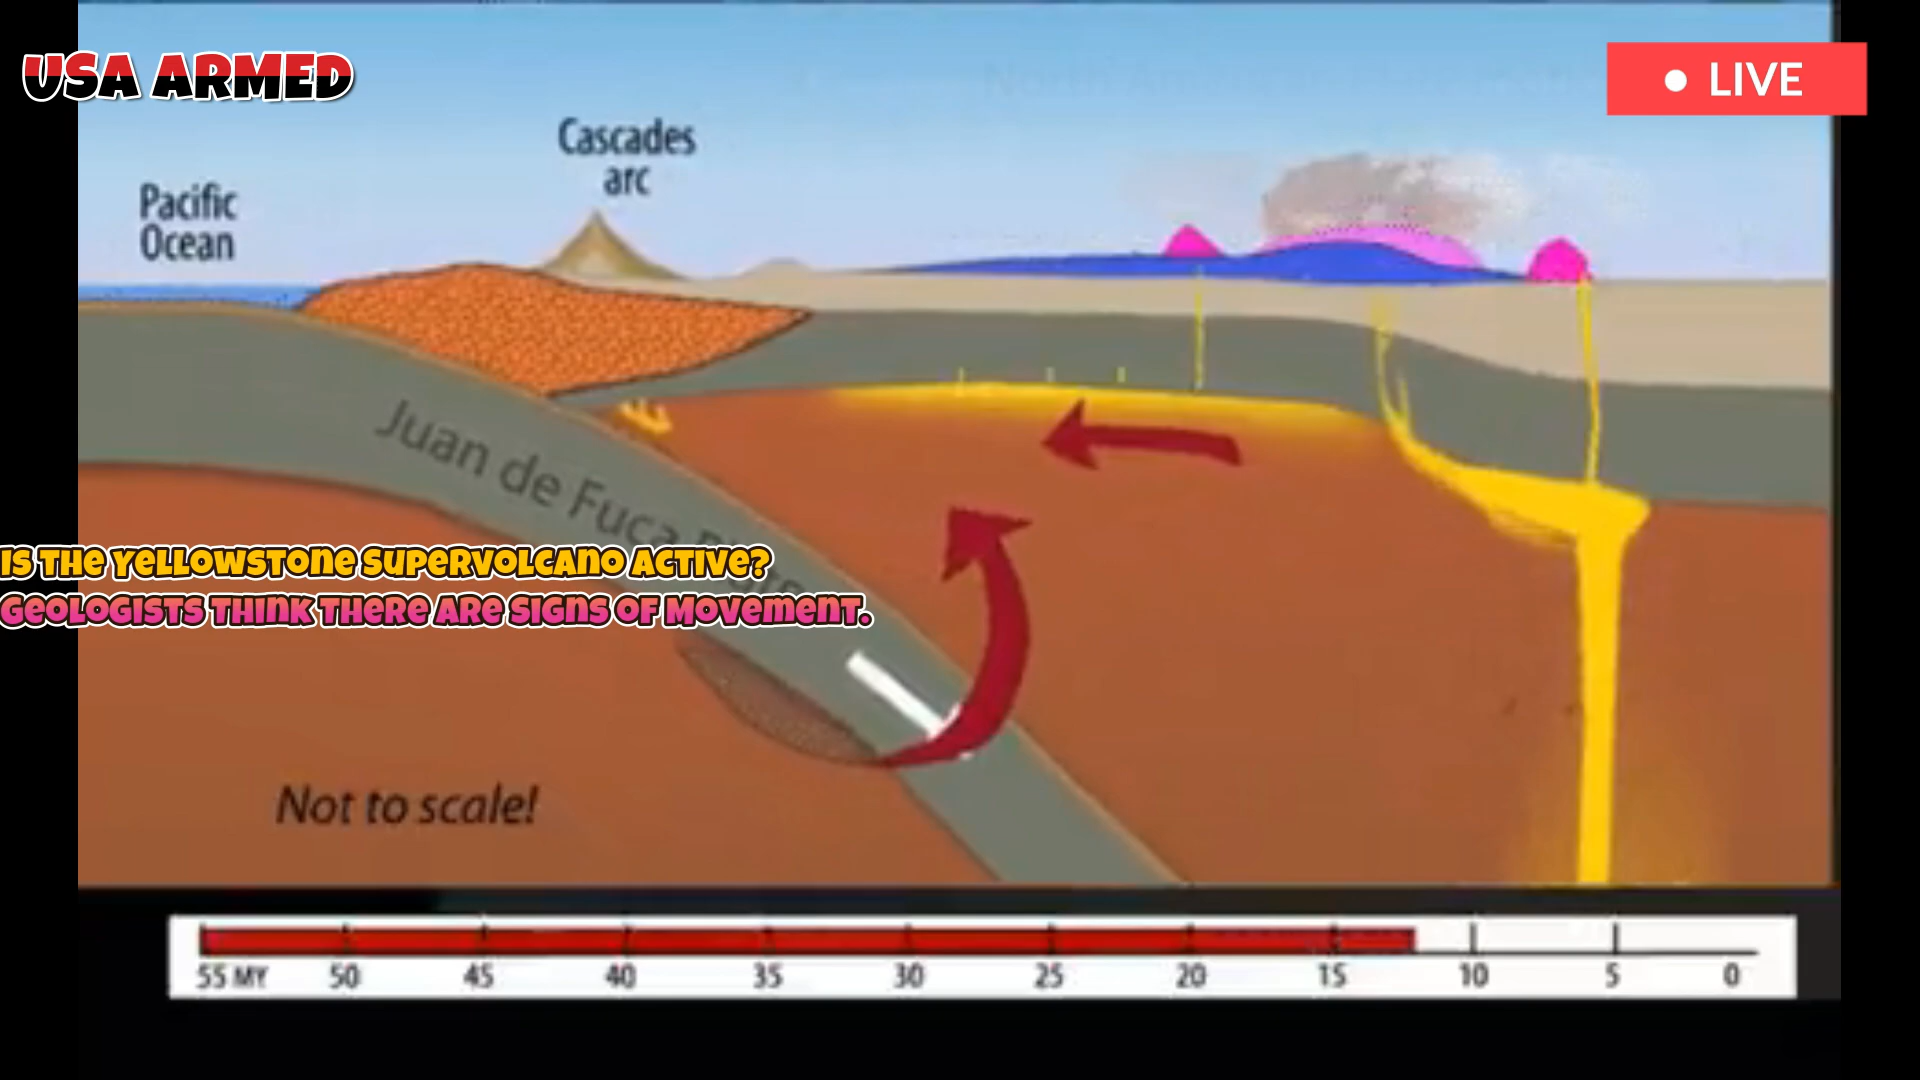 USA ARMED
LIVE
Cascades
arc
Pacific
Ocean
Juan de Fuca
IS THE YELLOWSTONE SUPERVOLCANO ACTIVE?
GEOLOGISTS THINK THERE ARE SIGNS OF MOVEMENT.
Not to scale!
55 MY 50 45 40 35 30 25 20 15 10 5 0